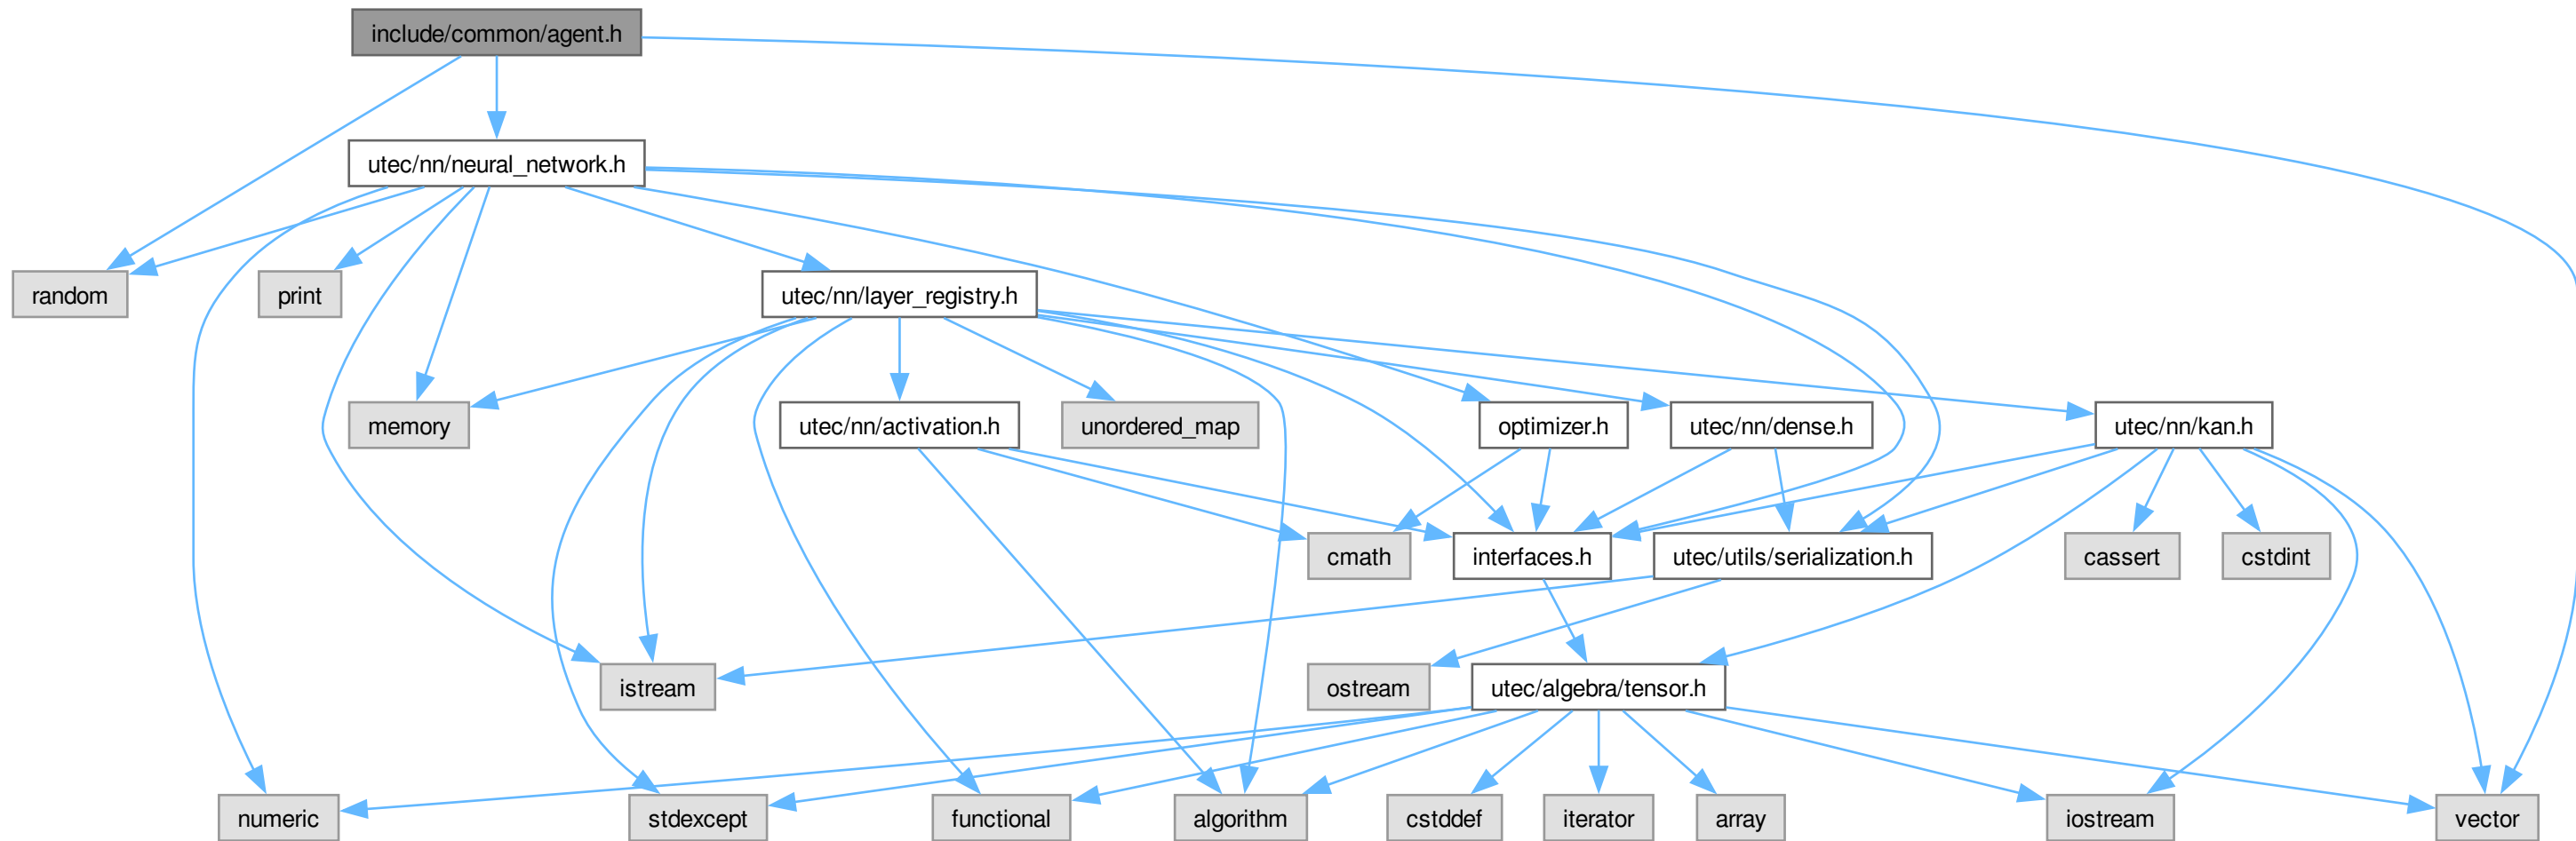 include/common/agent.h
utec/nn/neural_network.h
random
print
utec/nn/layer_registry.h
memory
utec/nn/activation.h
unordered_map
optimizer.h
utec/nn/dense.h
utec/nn/kan.h
cmath
interfaces.h
utec/utils/serialization.h
cassert
cstdint
istream
ostream
utec/algebra/tensor.h
numeric
stdexcept
functional
algorithm
cstddef
iterator
array
iostream
vector